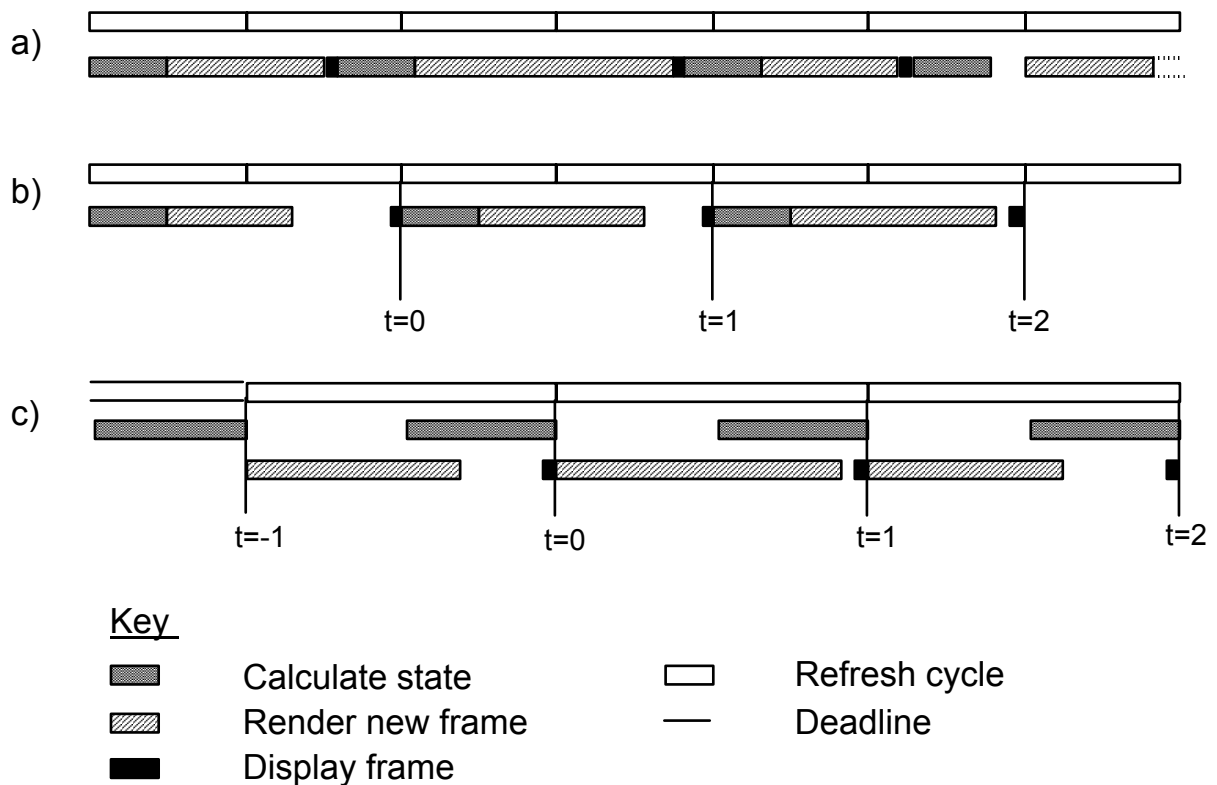 a)
b)
t=0 t=1 t=2
c)
t=-1 t=0 t=1 t=2
Key
Calculate state Refresh cycle
Render new frame Deadline
Display frame